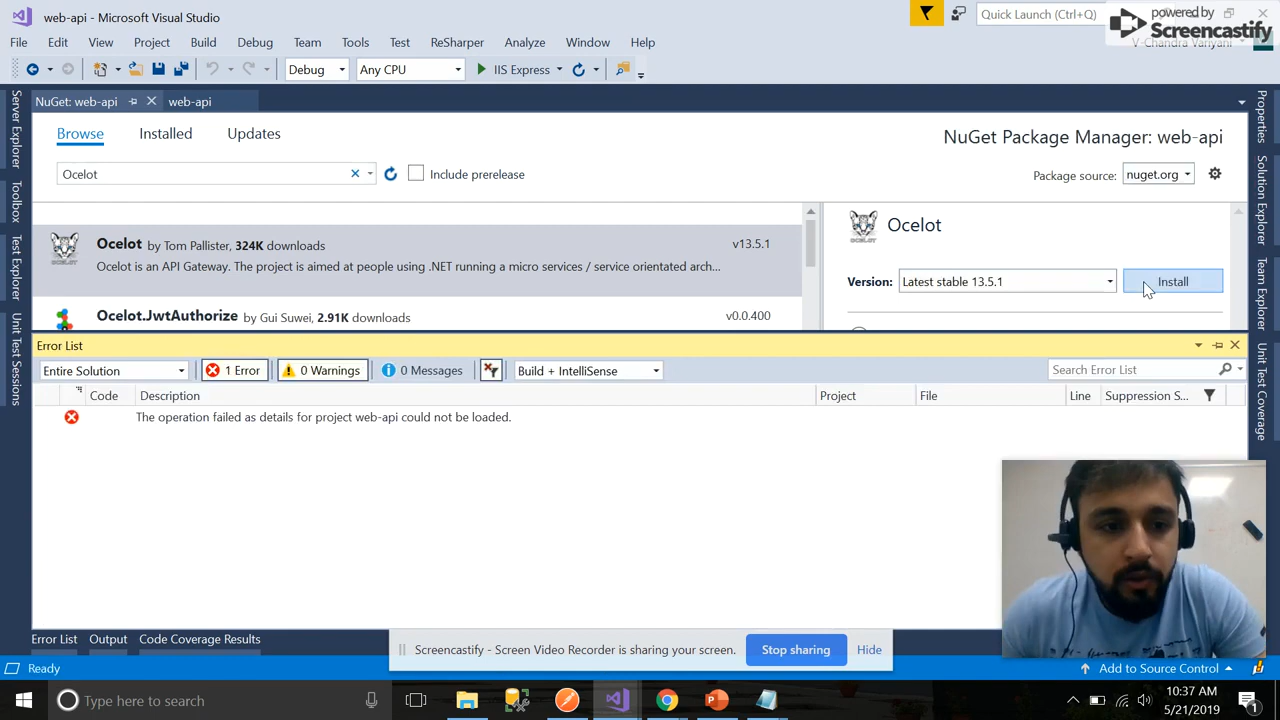 web-api - Microsoft Visual Studio
Quick Launch (Ctrl+Q)
powered by
Screencastify
File Edit View Project Build Debug Team Tools Test ReSharper Analyze Window Help
V-Chandra Variyani
Debug Any CPU IIS Express
NuGet: web-api web-api
Browse Installed Updates
NuGet Package Manager: web-api
Ocelot
Include prerelease
Package source: nuget.org
Ocelot by Tom Pallister, 324K downloads
v13.5.1
Ocelot is an API Gateway. The project is aimed at people using .NET running a micro services / service orientated arch...
Ocelot.JwtAuthorize by Gui Suwei, 2.91K downloads
v0.0.400
Ocelot
OCELOT
Version: Latest stable 13.5.1 Install
Server Explorer
Toolbox
Test Explorer
Unit Test Sessions
Properties
Solution Explorer
Team Explorer
Unit Test Coverage
Error List
Entire Solution 1 Error 0 Warnings 0 Messages Build + IntelliSense Search Error List
Code Description Project File Line Suppression S...
The operation failed as details for project web-api could not be loaded.
Error List Output Code Coverage Results
Screencastify - Screen Video Recorder is sharing your screen. Stop sharing Hide
Ready
Add to Source Control
Type here to search
10:37 AM
5/21/2019
1